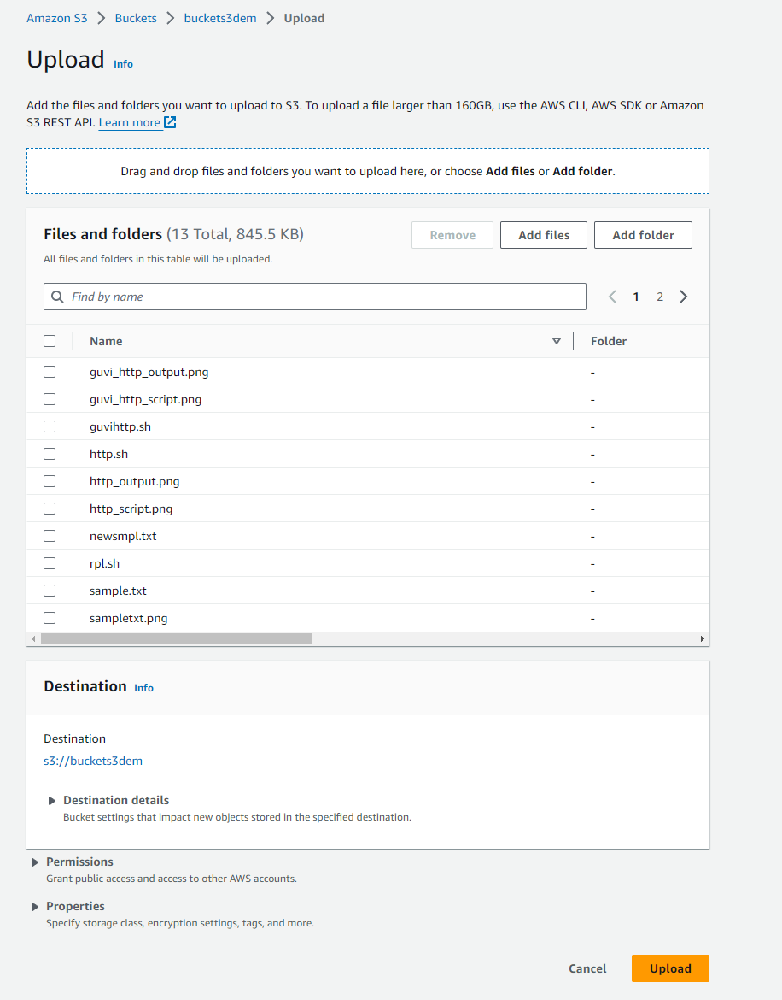 Amazon S3 > Buckets > buckets3dem > Upload
Upload Info
Add the files and folders you want to upload to S3. To upload a file larger than 160GB, use the AWS CLI, AWS SDK or Amazon
S3 REST API. Learn more
Drag and drop files and folders you want to upload here, or choose Add files or Add folder.
Files and folders (13 Total, 845.5 KB)
Remove
Add files
Add folder
All files and folders in this table will be uploaded.
Find by name
1 2
Name Folder
guvi_http_output.png -
guvi_http_script.png -
guvihttp.sh -
http.sh -
http_output.png -
http_script.png -
newsmpl.txt -
rpl.sh -
sample.txt -
sampletxt.png -
Destination Info
Destination
s3://buckets3dem
Destination details
Bucket settings that impact new objects stored in the specified destination.
Permissions
Grant public access and access to other AWS accounts.
Properties
Specify storage class, encryption settings, tags, and more.
Cancel
Upload